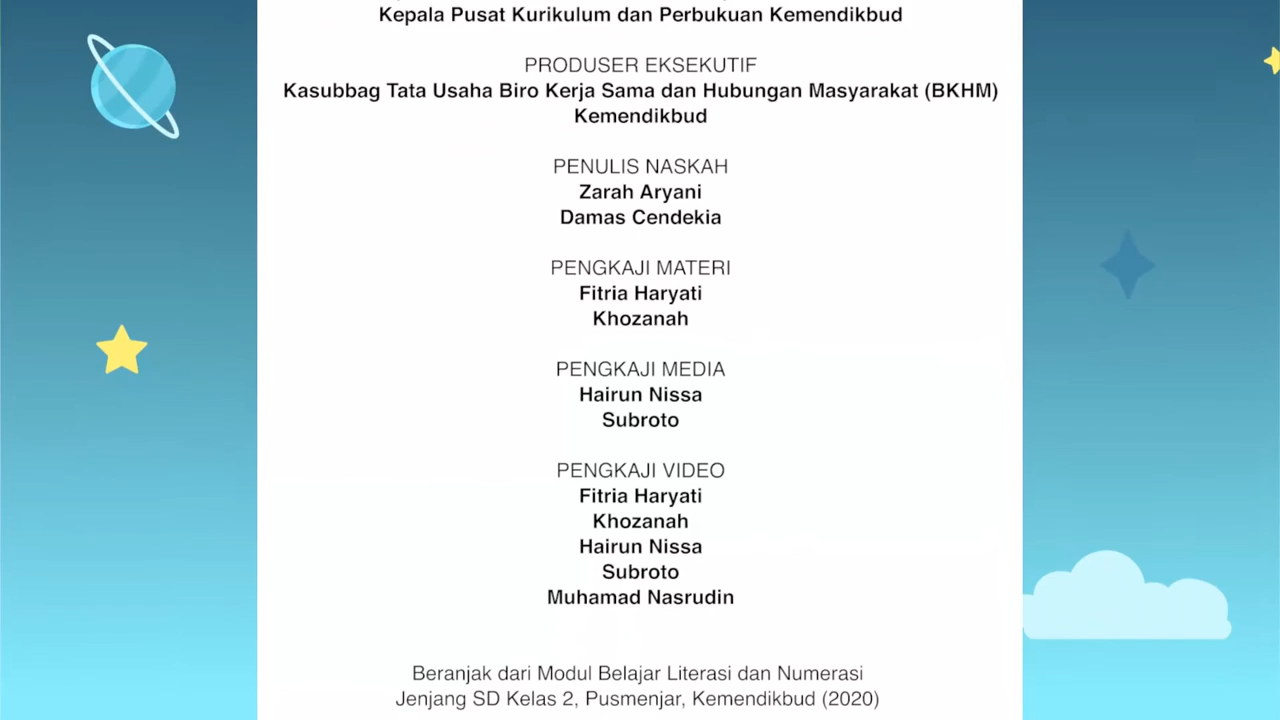 Kepala Pusat Kurikulum dan Perbukuan Kemendikbud
PRODUSER EKSEKUTIF
Kasubbag Tata Usaha Biro Kerja Sama dan Hubungan Masyarakat (BKHM)
Kemendikbud
PENULIS NASKAH
Zarah Aryani
Damas Cendekia
PENGKAJI MATERI
Fitria Haryati
Khozanah
PENGKAJI MEDIA
Hairun Nissa
Subroto
PENGKAJI VIDEO
Fitria Haryati
Khozanah
Hairun Nissa
Subroto
Muhamad Nasrudin
Beranjak dari Modul Belajar Literasi dan Numerasi
Jenjang SD Kelas 2, Pusmenjar, Kemendikbud (2020)